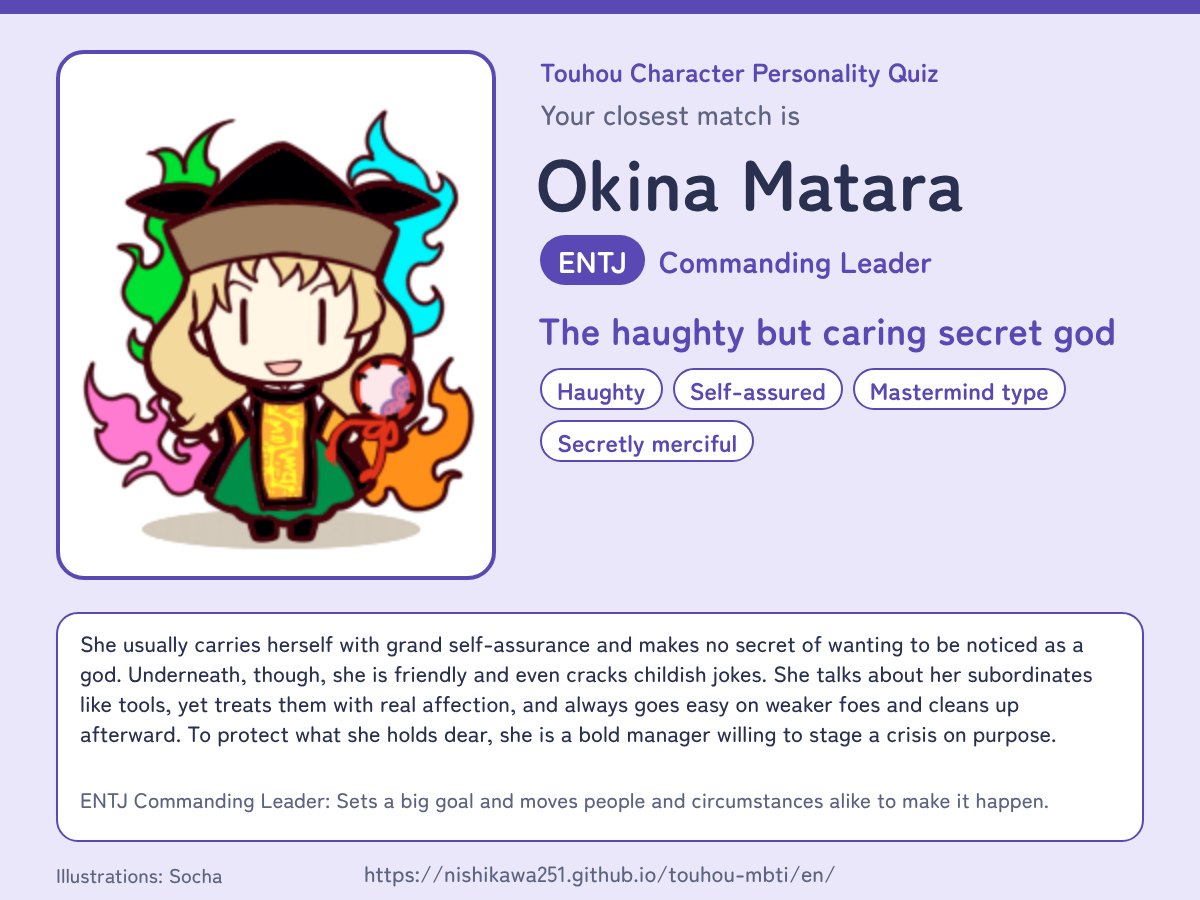 Touhou Character Personality Quiz
Your closest match is
Okina Matara
ENTJ Commanding Leader
The haughty but caring secret god
Haughty Self-assured Mastermind type
Secretly merciful
She usually carries herself with grand self-assurance and makes no secret of wanting to be noticed as a
god. Underneath, though, she is friendly and even cracks childish jokes. She talks about her subordinates
like tools, yet treats them with real affection, and always goes easy on weaker foes and cleans up
afterward. To protect what she holds dear, she is a bold manager willing to stage a crisis on purpose.
ENTJ Commanding Leader: Sets a big goal and moves people and circumstances alike to make it happen.
Illustrations: Socha https://nishikawa251.github.io/touhou-mbti/en/